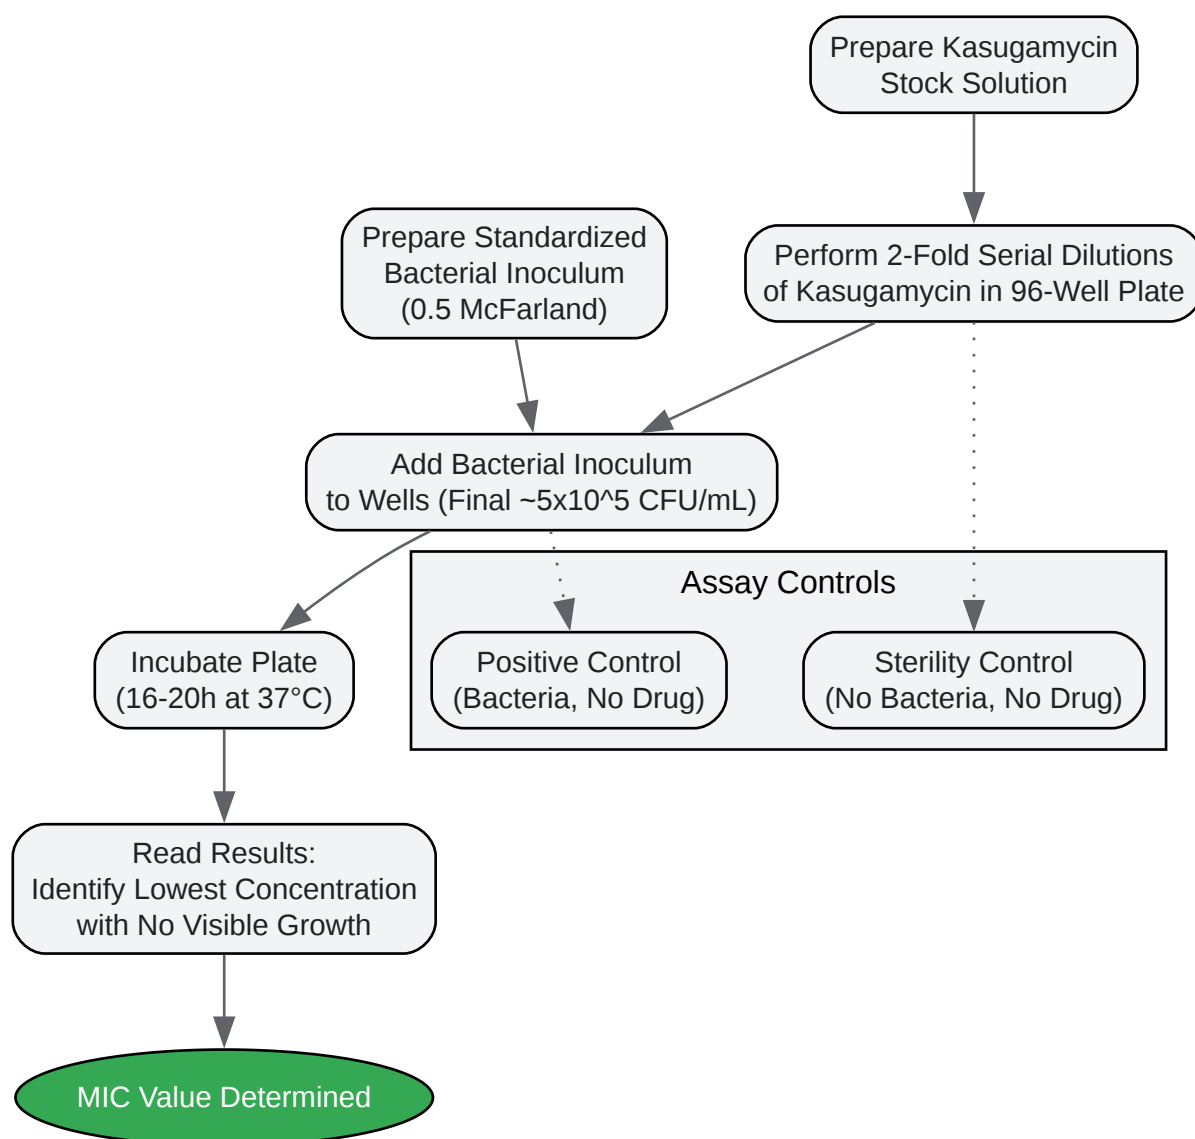 Prepare Kasugamycin
Stock Solution
Prepare Standardized
Bacterial Inoculum
(0.5 McFarland)
Perform 2-Fold Serial Dilutions
of Kasugamycin in 96-Well Plate
Add Bacterial Inoculum
to Wells (Final ~5x10^5 CFU/mL)
Assay Controls
Incubate Plate
(16-20h at 37°C)
Positive Control
(Bacteria, No Drug)
Sterility Control
(No Bacteria, No Drug)
Read Results:
Identify Lowest Concentration
with No Visible Growth
MIC Value Determined